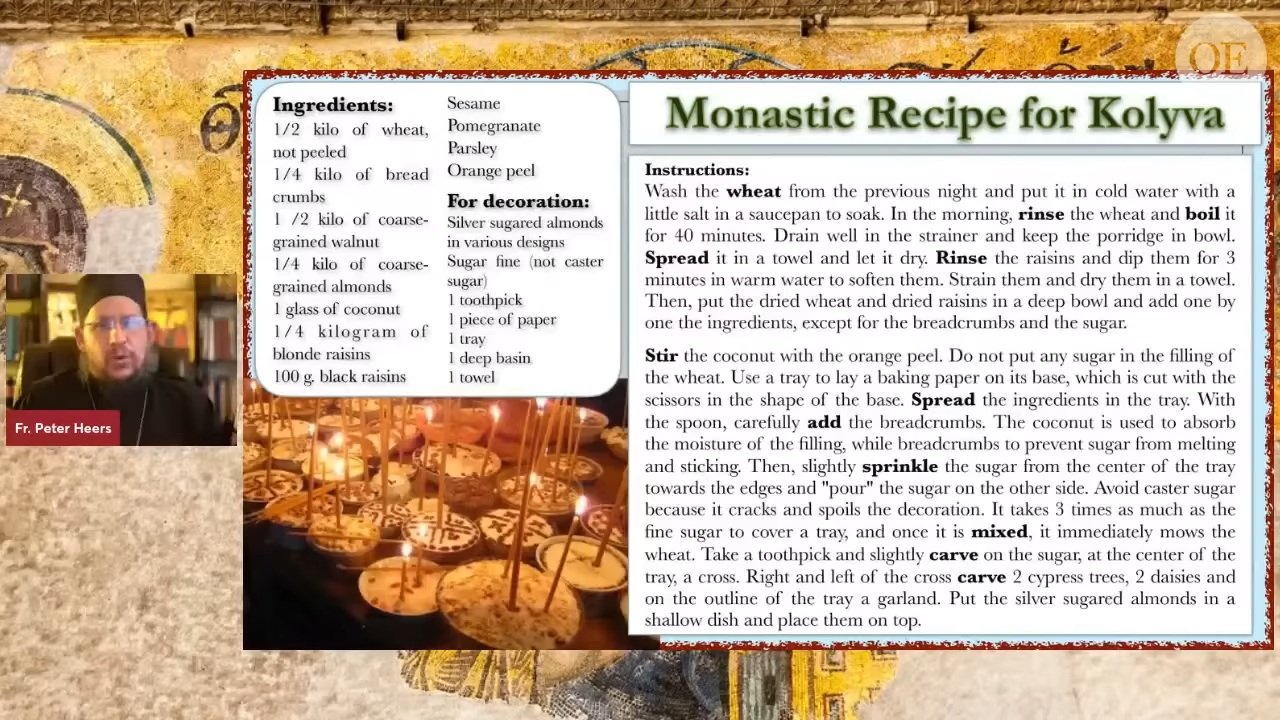 OE
Monastic Recipe for Kolyva
Ingredients:
1/2 kilo of wheat,
not peeled
1/4 kilo of bread
crumbs
1 /2 kilo of coarse-
grained walnut
1/4 kilo of coarse-
grained almonds
1 glass of coconut
1/4 kilogram of
blonde raisins
100 g. black raisins
Sesame
Pomegranate
Parsley
Orange peel
For decoration:
Silver sugared almonds
in various designs
Sugar fine (not caster
sugar)
1 toothpick
1 piece of paper
1 tray
1 deep basin
1 towel
Instructions:
Wash the wheat from the previous night and put it in cold water with a
little salt in a saucepan to soak. In the morning, rinse the wheat and boil it
for 40 minutes. Drain well in the strainer and keep the porridge in bowl.
Spread it in a towel and let it dry. Rinse the raisins and dip them for 3
minutes in warm water to soften them. Strain them and dry them in a towel.
Then, put the dried wheat and dried raisins in a deep bowl and add one by
one the ingredients, except for the breadcrumbs and the sugar.
Stir the coconut with the orange peel. Do not put any sugar in the filling of
the wheat. Use a tray to lay a baking paper on its base, which is cut with the
scissors in the shape of the base. Spread the ingredients in the tray. With
the spoon, carefully add the breadcrumbs. The coconut is used to absorb
the moisture of the filling, while breadcrumbs to prevent sugar from melting
and sticking. Then, slightly sprinkle the sugar from the center of the tray
towards the edges and "pour" the sugar on the other side. Avoid caster sugar
because it cracks and spoils the decoration. It takes 3 times as much as the
fine sugar to cover a tray, and once it is mixed, it immediately mows the
wheat. Take a toothpick and slightly carve on the sugar, at the center of the
tray, a cross. Right and left of the cross carve 2 cypress trees, 2 daisies and
on the outline of the tray a garland. Put the silver sugared almonds in a
shallow dish and place them on top.
Fr. Peter Heers